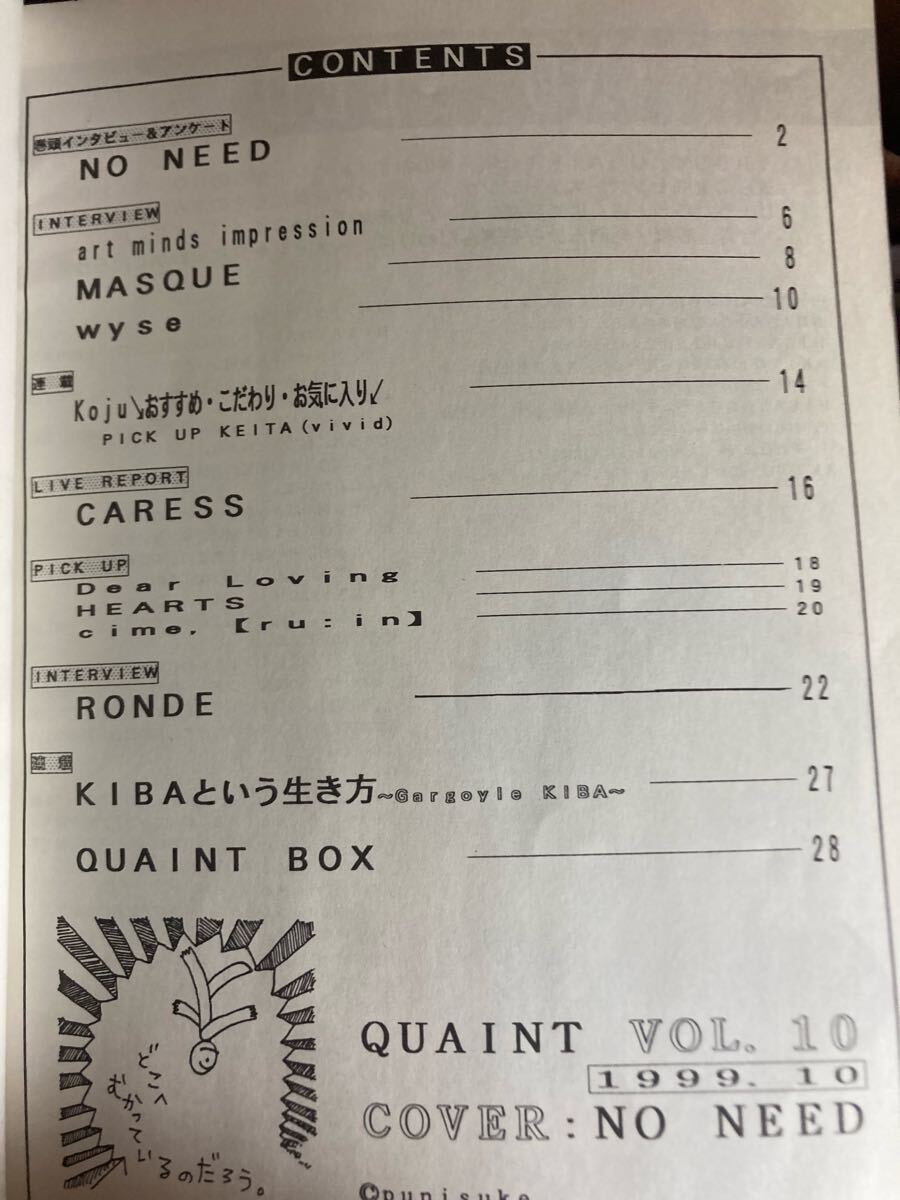 CONTENTS
巻頭インタビュー&アンケート
NO NEED 2
INTERVIEW
art minds impression 6
MASQUE 8
wyse 10
連載
Koju↘おすすめ・こだわり・お気に入り↙ 14
PICK UP KEITA(vivid)
LIVE REPORT
CARESS 16
PICK UP
Dear Loving 18
HEARTS 19
cime.【ru:in】 20
INTERVIEW
RONDE 22
連載
KIBAという生き方~Gargoyle KIBA~ 27
QUAINT BOX 28
どこへ
むかって
いるのだろう。
QUAINT VOL. 10
1999. 10
COVER:NO NEED
©punisuke